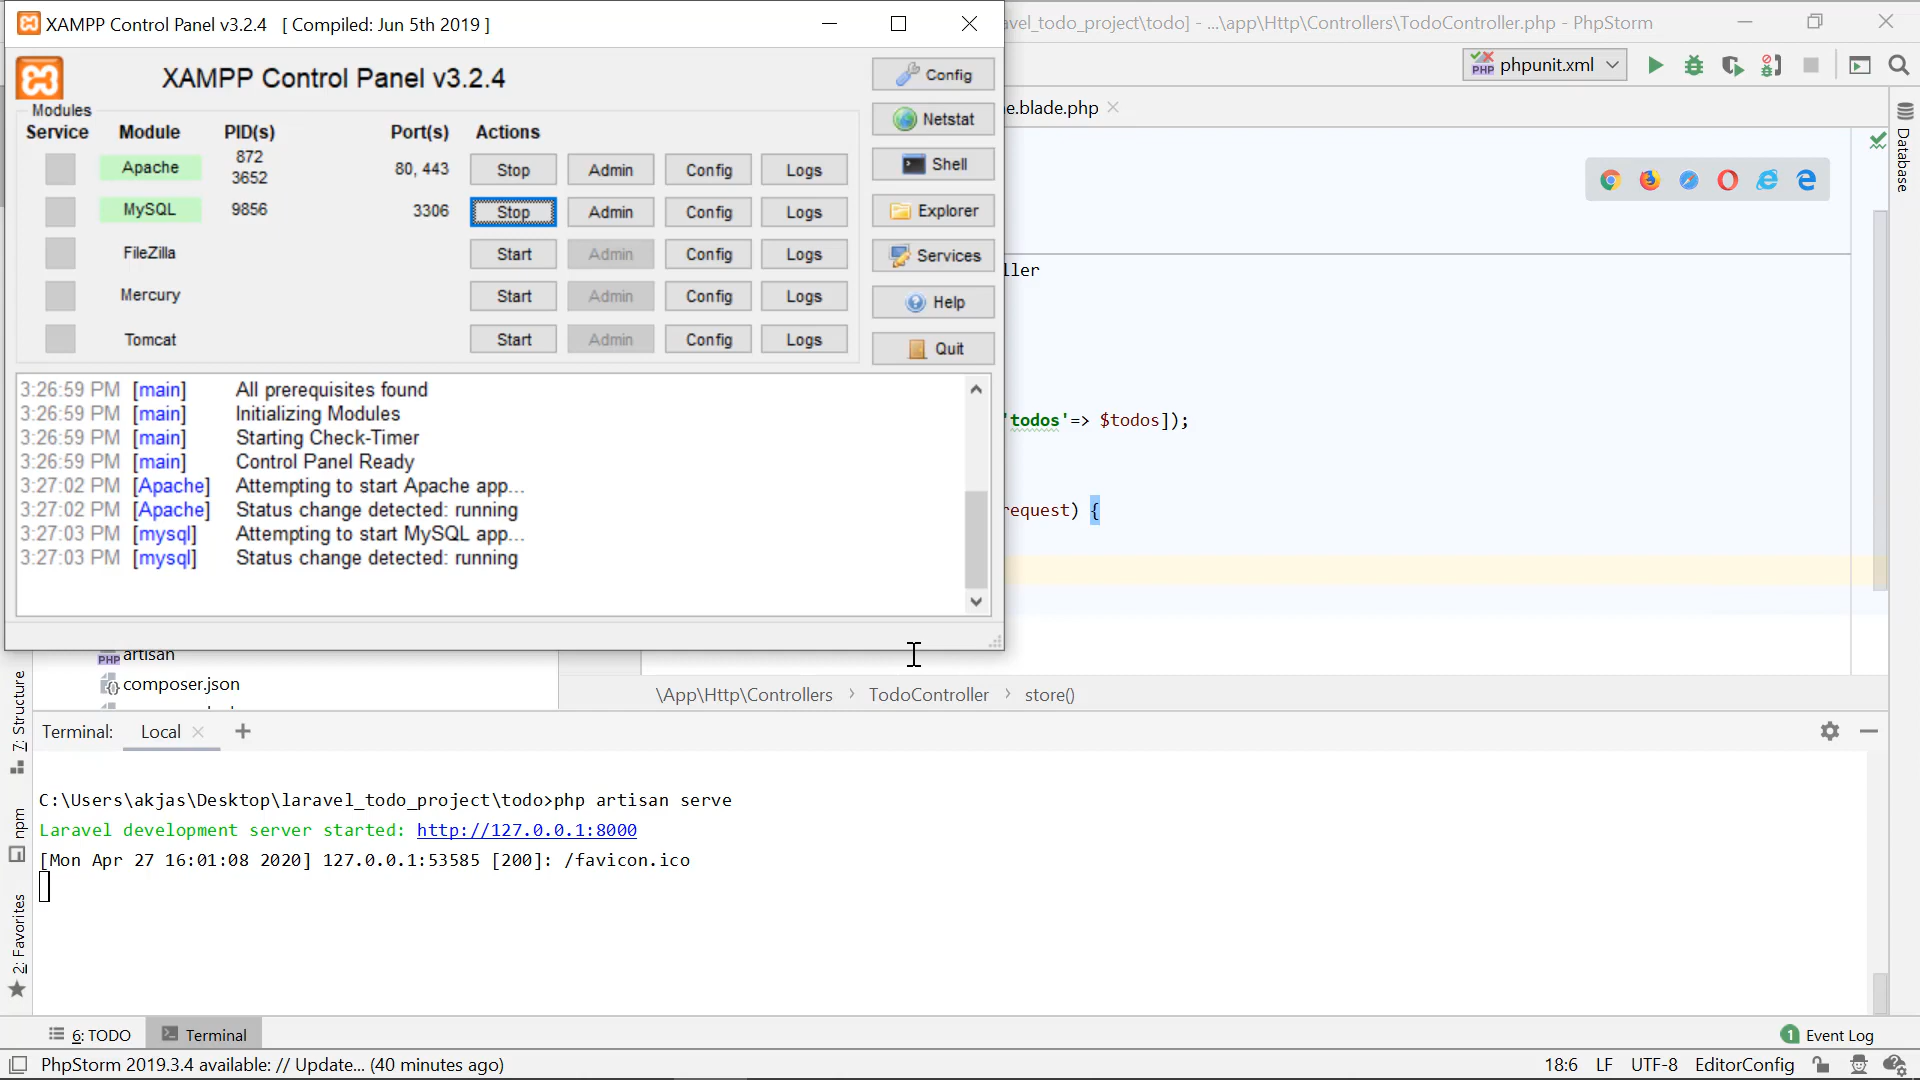 XAMPP Control Panel v3.2.4 [ Compiled: Jun 5th 2019 ]
avel_todo_project\todo] - ...\app\Http\Controllers\TodoController.php - PhpStorm
XAMPP Control Panel v3.2.4
Config
phpunit.xml
Modules
Service Module PID(s) Port(s) Actions
Netstat
e.blade.php
Apache 872 3652 80, 443 Stop Admin Config Logs
Shell
MySQL 9856 3306 Stop Admin Config Logs
Explorer
FileZilla Start Admin Config Logs
Services
ller
Mercury Start Admin Config Logs
Help
Tomcat Start Admin Config Logs
Quit
Database
3:26:59 PM [main] All prerequisites found
3:26:59 PM [main] Initializing Modules
'todos'=> $todos]);
3:26:59 PM [main] Starting Check-Timer
3:26:59 PM [main] Control Panel Ready
3:27:02 PM [Apache] Attempting to start Apache app...
3:27:02 PM [Apache] Status change detected: running
request) {
3:27:03 PM [mysql] Attempting to start MySQL app...
3:27:03 PM [mysql] Status change detected: running
PHP artisan
composer.json
\App\Http\Controllers › TodoController › store()
7: Structure
Terminal: Local × +
C:\Users\akjas\Desktop\laravel_todo_project\todo>php artisan serve
Laravel development server started: http://127.0.0.1:8000
[Mon Apr 27 16:01:08 2020] 127.0.0.1:53585 [200]: /favicon.ico
npm
2: Favorites
6: TODO Terminal
1 Event Log
PhpStorm 2019.3.4 available: // Update... (40 minutes ago)
18:6 LF UTF-8 EditorConfig